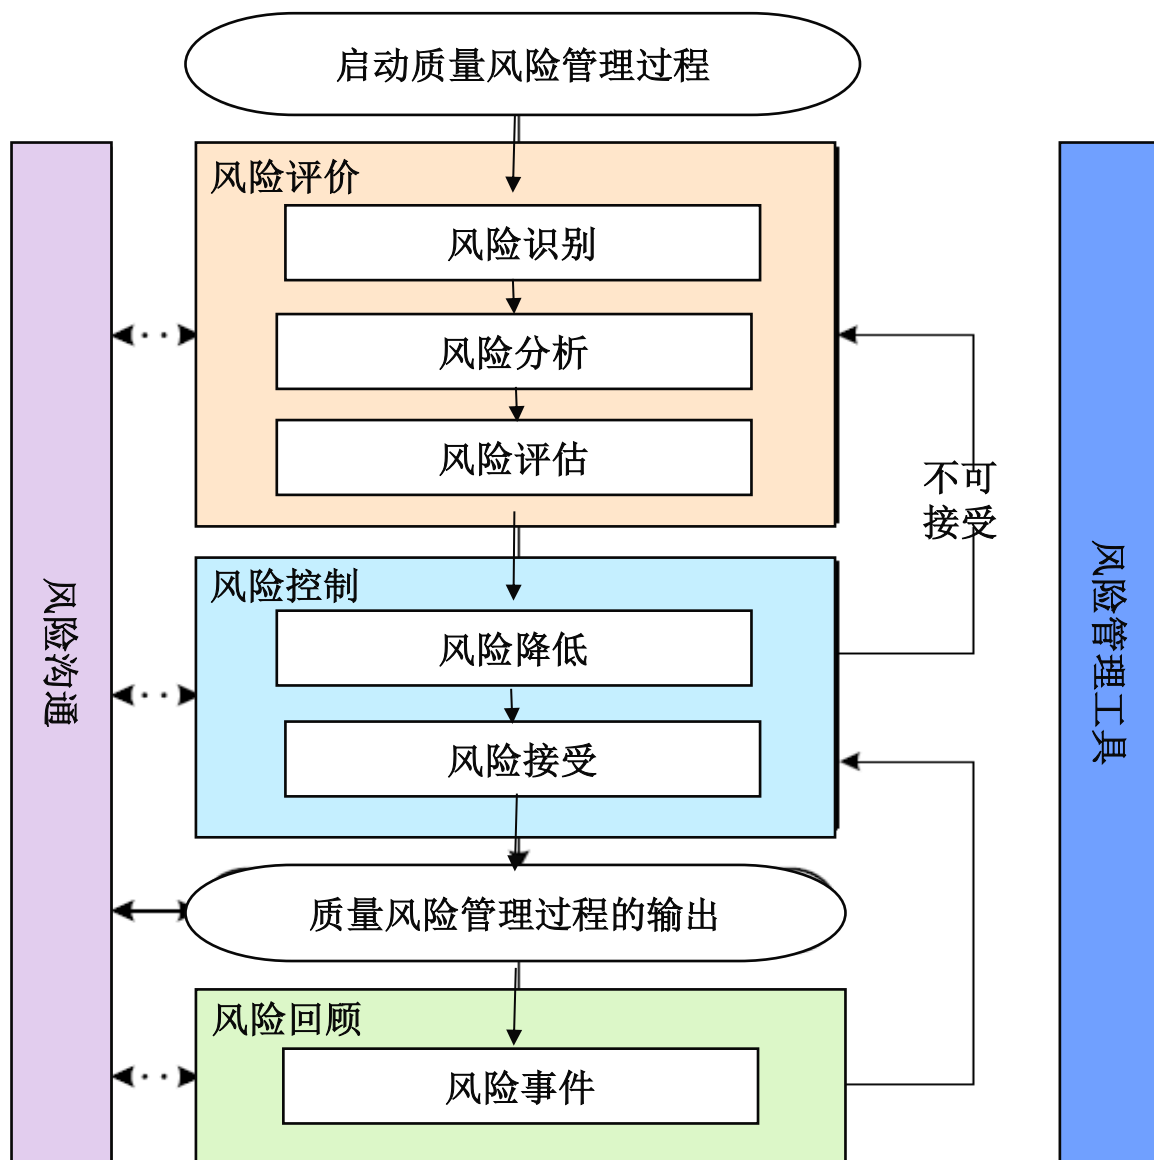 启动质量风险管理过程
风险评价
风险识别
风险分析
风险评估
不可
接受
风险控制
风险降低
风险接受
质量风险管理过程的输出
风险回顾
风险事件
风险沟通
风险管理工具